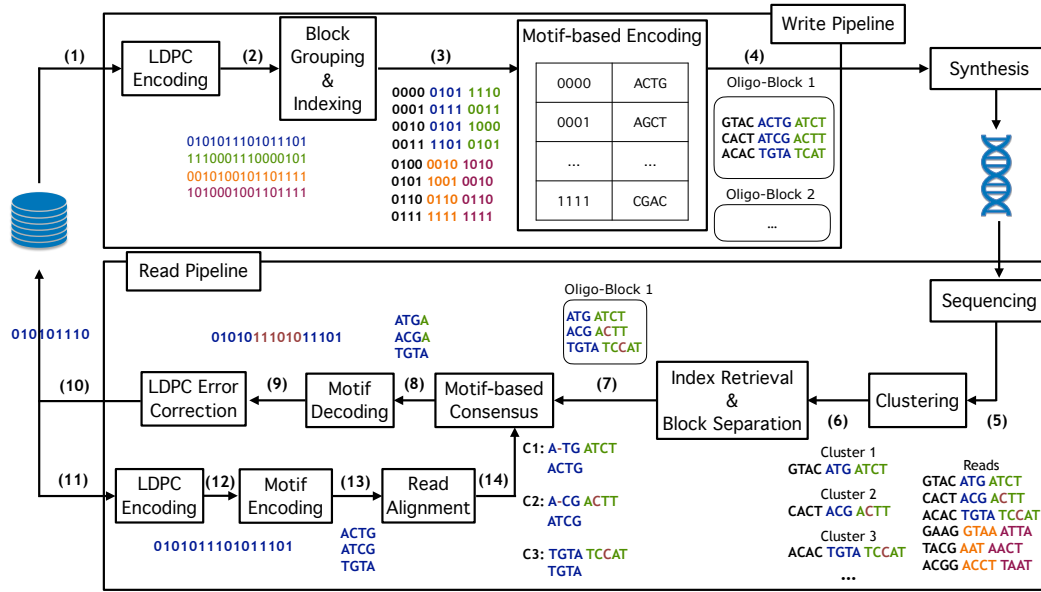 Write Pipeline
(1)
LDPC
Encoding
(2)
Block
Grouping
&
Indexing
(3)
Motif-based Encoding
0000 ACTG
0001 AGCT
... ...
1111 CGAC
(4)
Synthesis
0101011101011101
1110001110000101
0010100101101111
1010001001101111
0000 0101 1110
0001 0111 0011
0010 0101 1000
0011 1101 0101
0100 0010 1010
0101 1001 0010
0110 0110 0110
0111 1111 1111
Oligo-Block 1
GTAC ACTG ATCT
CACT ATCG ACTT
ACAC TGTA TCAT
Oligo-Block 2
...
Read Pipeline
Sequencing
010101110
0101011101011101
ATGA
ACGA
TGTA
Oligo-Block 1
ATG ATCT
ACG ACTT
TGTA TCCAT
(10)
LDPC Error
Correction
(9)
Motif
Decoding
(8)
Motif-based
Consensus
(7)
Index Retrieval
&
Block Separation
(6)
Clustering
(5)
(11)
LDPC
Encoding
(12)
Motif
Encoding
(13)
Read
Alignment
(14)
0101011101011101
ACTG
ATCG
TGTA
C1: A-TG ATCT
ACTG
C2: A-CG ACTT
ATCG
C3: TGTA TCCAT
TGTA
Cluster 1
GTAC ATG ATCT
Cluster 2
CACT ACG ACTT
Cluster 3
ACAC TGTA TCCAT
...
Reads
GTAC ATG ATCT
CACT ACG ACTT
ACAC TGTA TCCAT
GAAG GTAA ATTA
TACG AAT AACT
ACGG ACCT TAAT